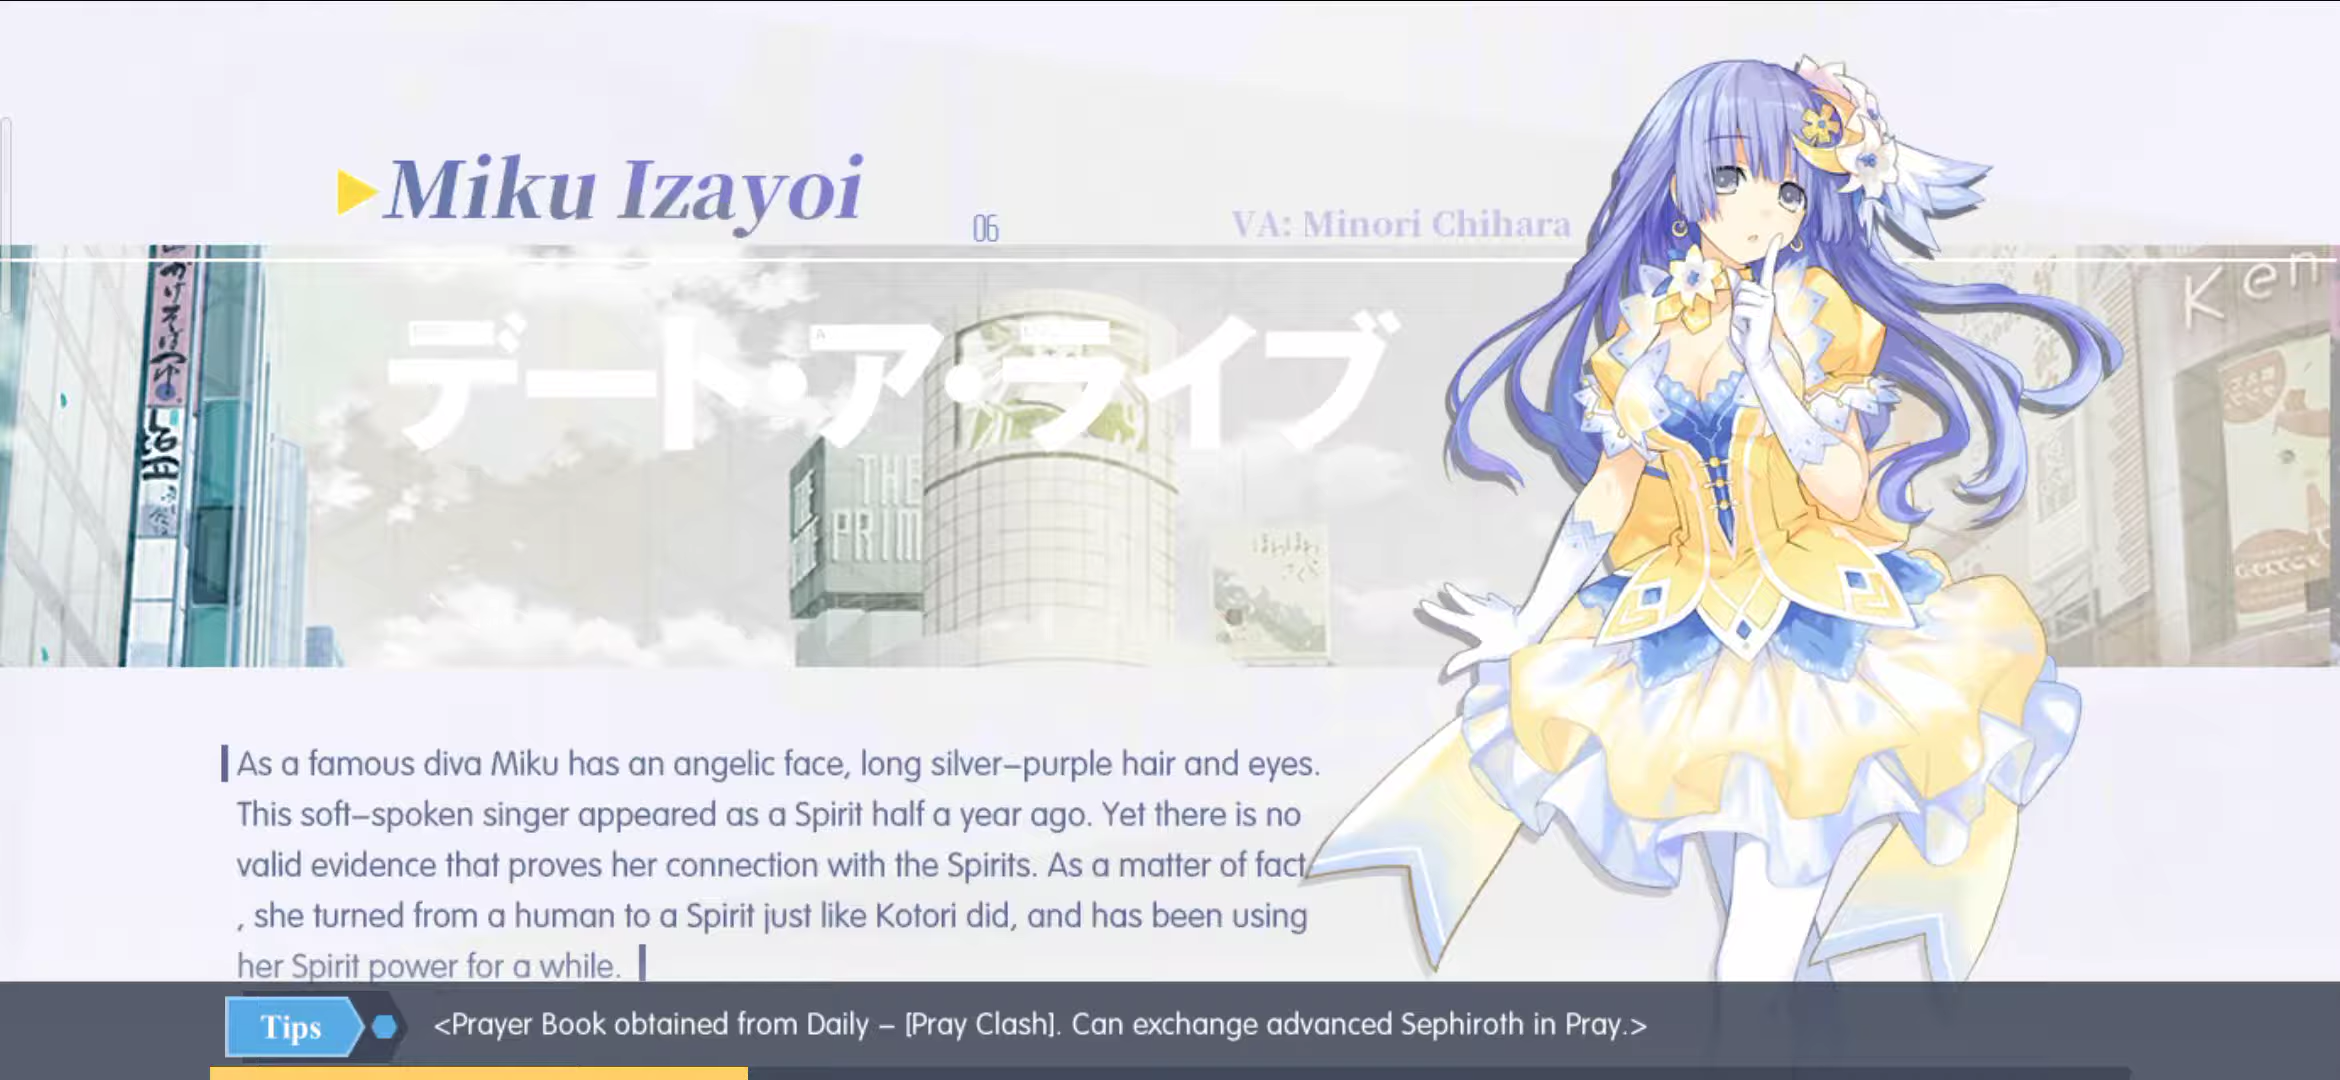 Miku Izayoi
06
VA: Minori Chihara
デート・ア・ライブ
THE
PRIM
Ken
As a famous diva Miku has an angelic face, long silver–purple hair and eyes.
This soft–spoken singer appeared as a Spirit half a year ago. Yet there is no
valid evidence that proves her connection with the Spirits. As a matter of fact
, she turned from a human to a Spirit just like Kotori did, and has been using
her Spirit power for a while.
Tips
<Prayer Book obtained from Daily – [Pray Clash]. Can exchange advanced Sephiroth in Pray.>